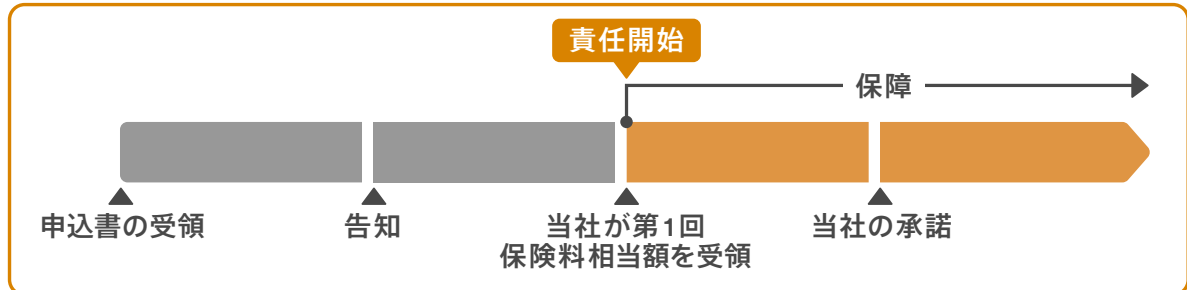 責任開始
保障
申込書の受領
告知
当社が第1回
保険料相当額を受領
当社の承諾